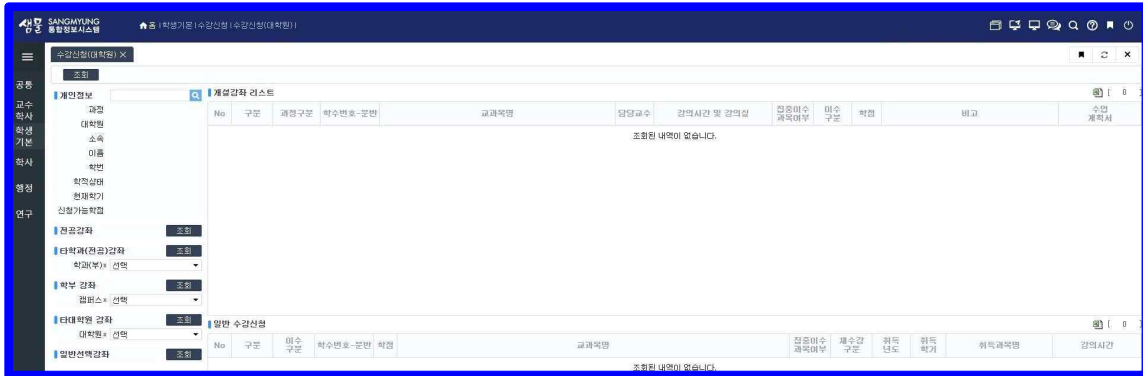 샘물 SANGMYUNG 통합정보시스템
홈 | 학생기본 | 수강신청 | 수강신청(대학원) |
수강신청(대학원) ×
조회
공통
교수
학사
학생
기본
학사
행정
연구
개인정보
과정
대학원
소속
이름
학번
학적상태
현재학기
신청가능학점
전공강좌 조회
타학과(전공)강좌 조회
학과(부)* 선택
학부 강좌 조회
캠퍼스* 선택
타대학원 강좌 조회
대학원* 선택
일반선택강좌 조회
개설강좌 리스트 [ 0 ]
No 구분 과정구분 학수번호-분반 교과목명 담당교수 강의시간 및 강의실 집중이수과목여부 이수구분 학점 비고 수업계획서
조회된 내역이 없습니다.
일반 수강신청 [ 0 ]
No 구분 이수구분 학수번호-분반 학점 교과목명 집중이수과목여부 재수강구분 취득년도 취득학기 취득과목명 강의시간
조회된 내역이 없습니다.